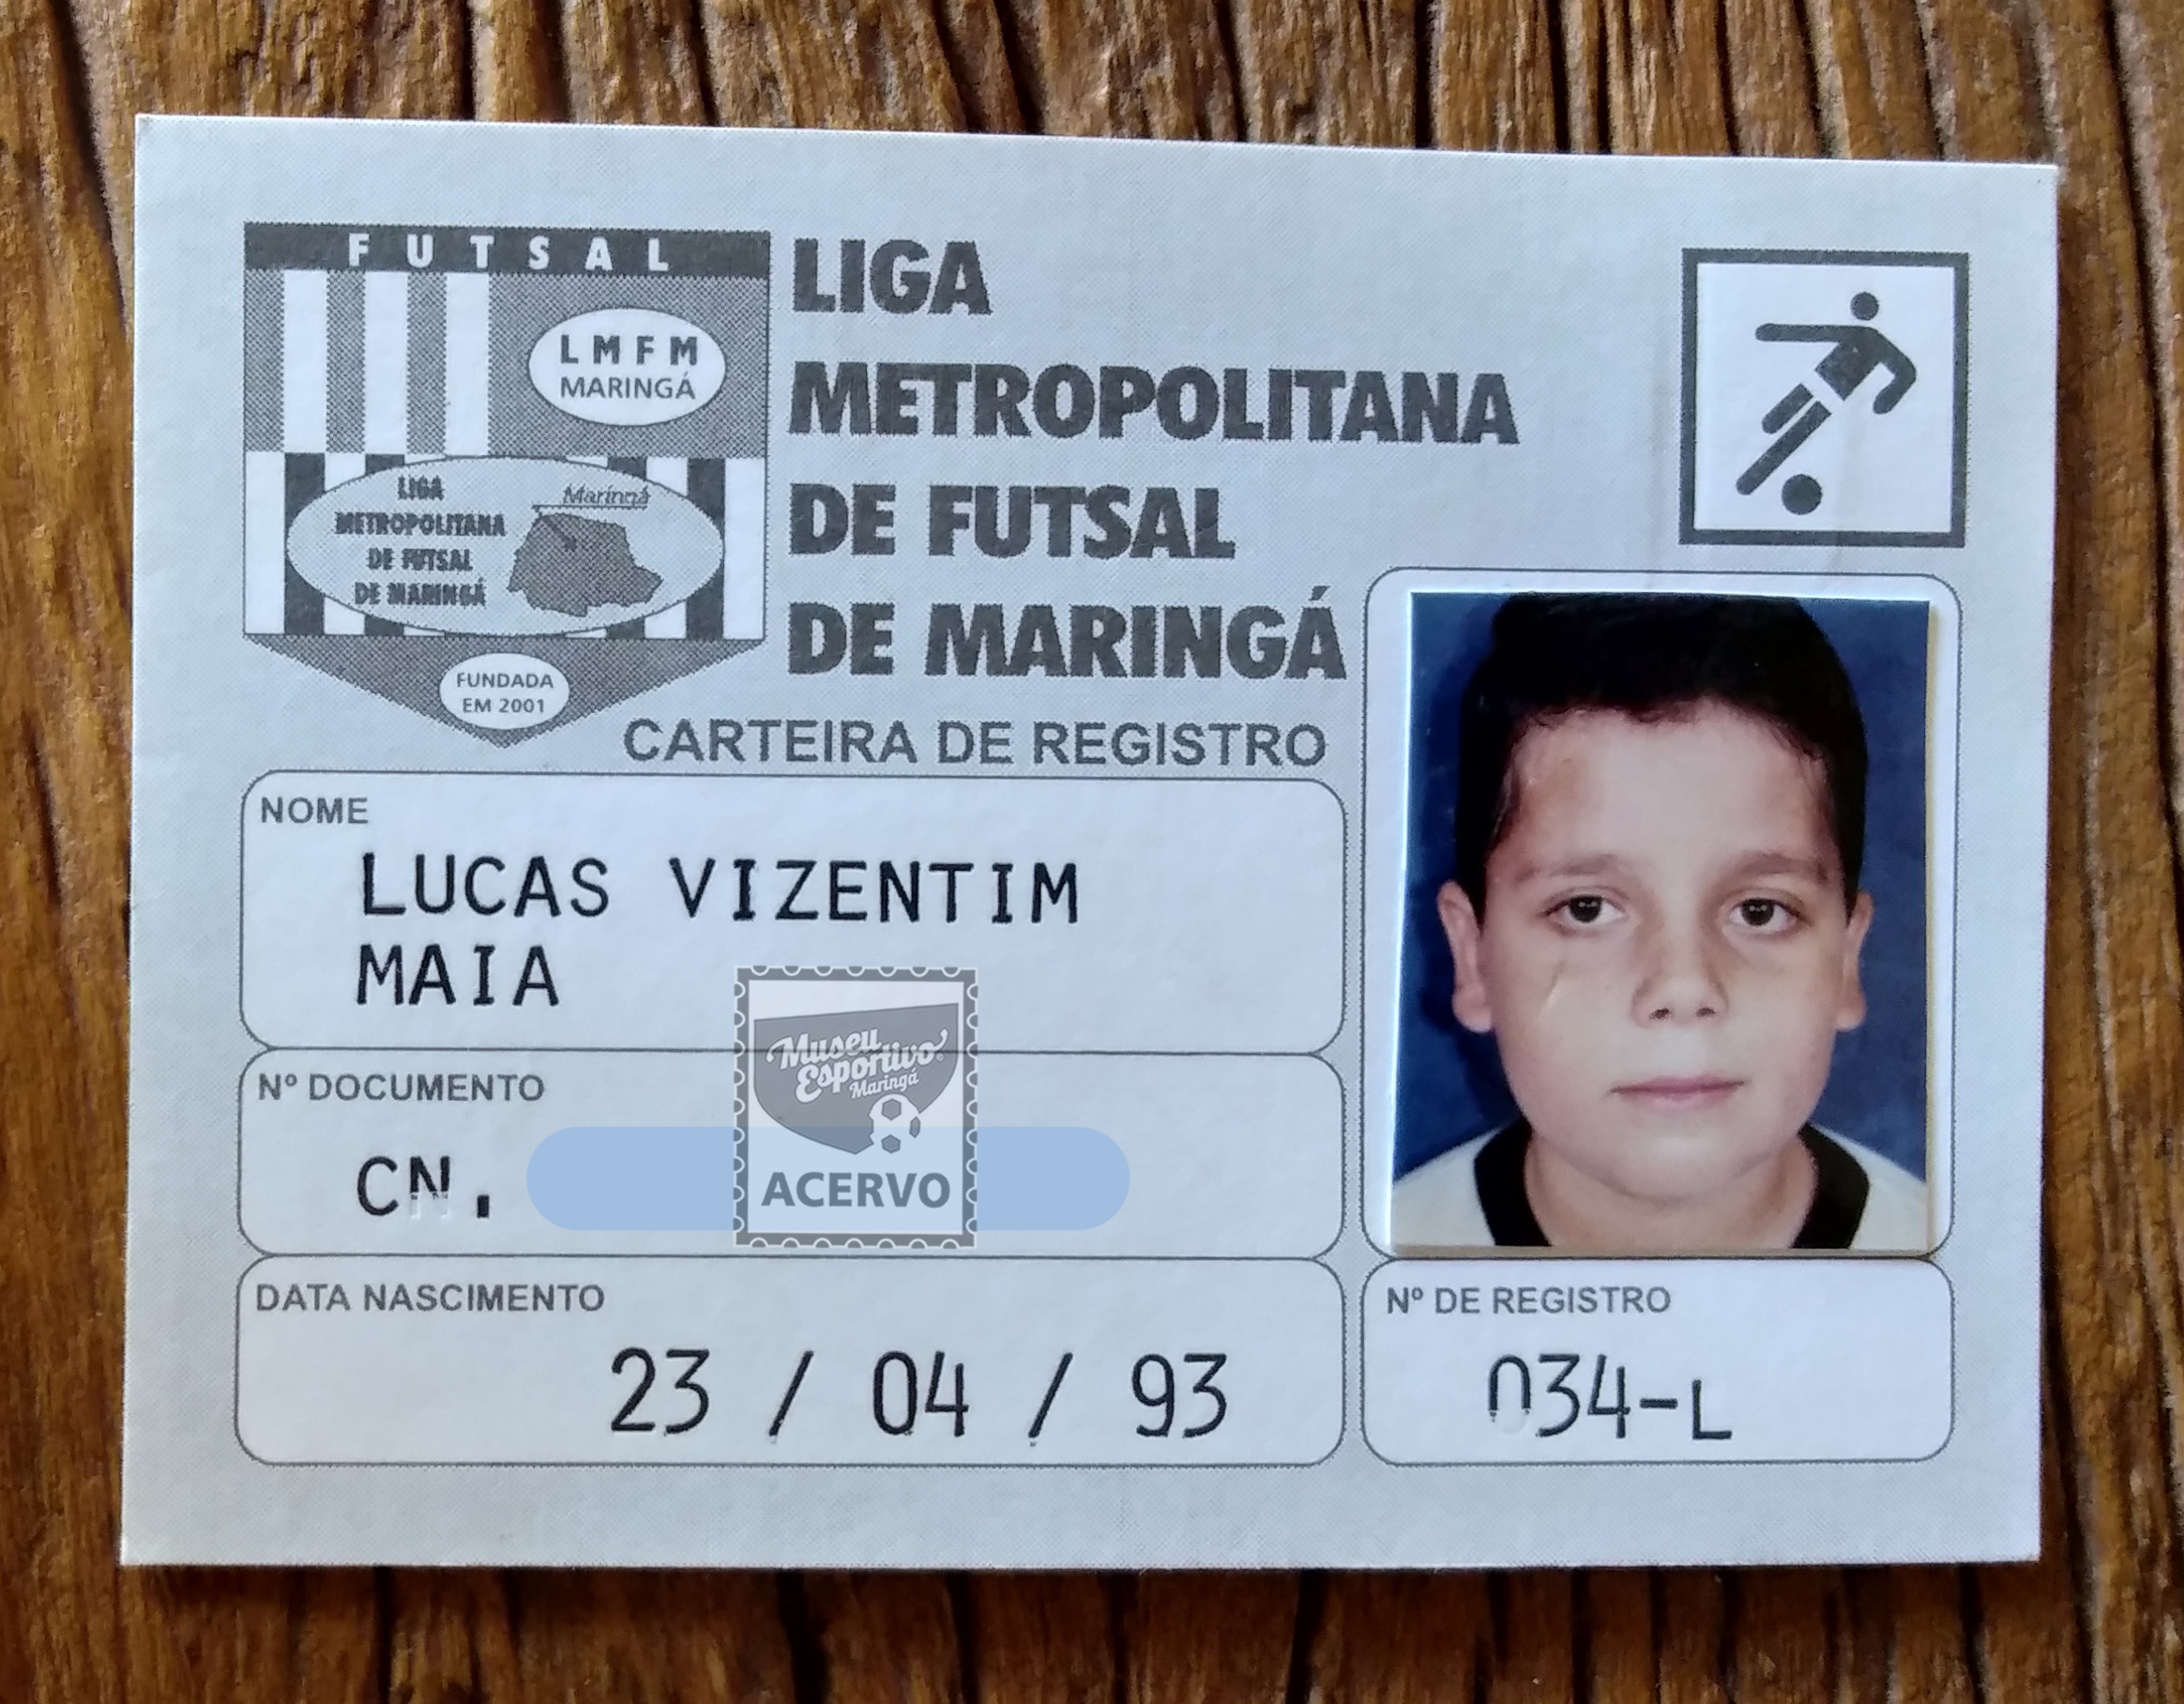 FUTSAL
LMFM
MARINGÁ
LIGA
METROPOLITANA
DE FUTSAL
DE MARINGÁ
Maringá
FUNDADA
EM 2001
LIGA
METROPOLITANA
DE FUTSAL
DE MARINGÁ
CARTEIRA DE REGISTRO
NOME
LUCAS VIZENTIM
MAIA
Nº DOCUMENTO
CN.
Museu
Esportivo
Maringá
ACERVO
DATA NASCIMENTO
23 / 04 / 93
Nº DE REGISTRO
034-L